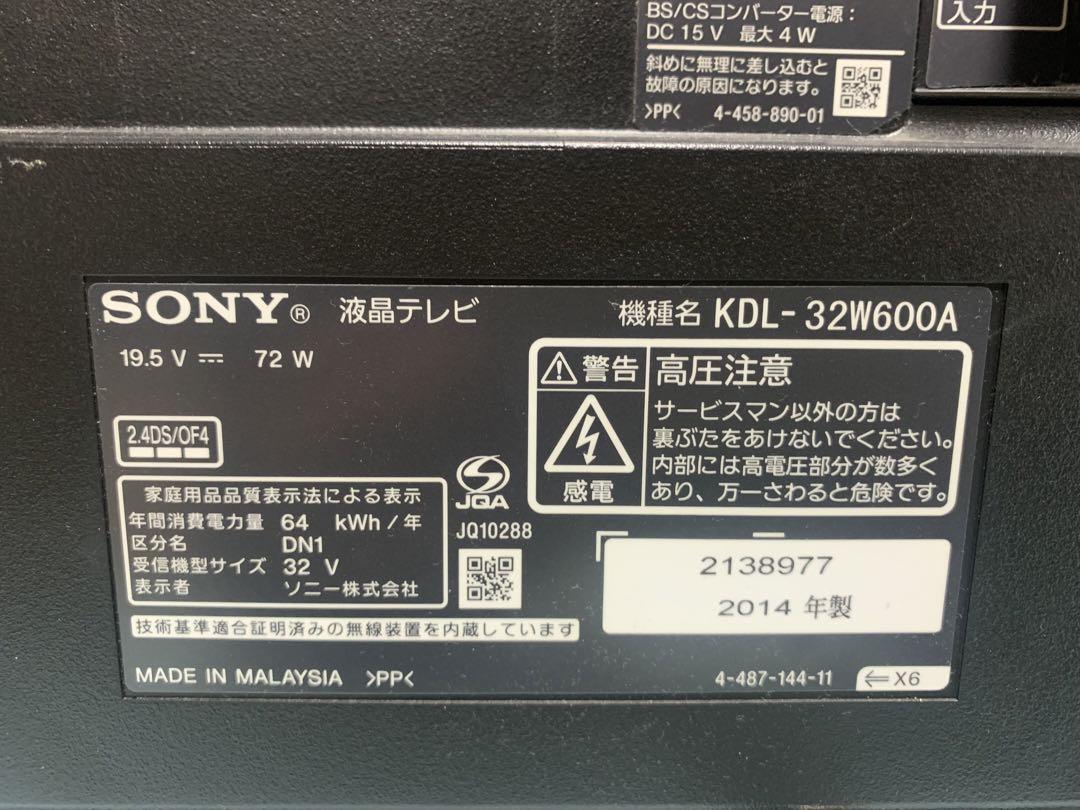 BS/CSコンバーター電源：
DC 15 V 最大 4 W
斜めに無理に差し込むと
故障の原因になります。
>PP< 4-458-890-01
入力
SONY® 液晶テレビ
機種名 KDL-32W600A
19.5 V ⎓ 72 W
2.4DS/OF4
⚠ 警告
高圧注意
サービスマン以外の方は
裏ぶたをあけないでください。
内部には高電圧部分が数多く
あり、万一さわると危険です。
感電
家庭用品品質表示法による表示
年間消費電力量 64 kWh/年
区分名 DN1
受信機型サイズ 32 V
表示者 ソニー株式会社
JQA
JQ10288
2138977
2014 年製
技術基準適合証明済みの無線装置を内蔵しています
MADE IN MALAYSIA >PP<
4-487-144-11
⇐ X6